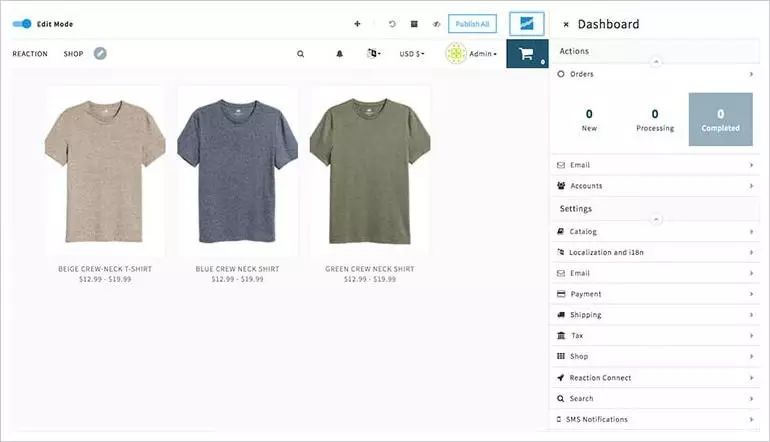 Edit Mode
Publish All
REACTION
SHOP
USD $
Admin
0
BEIGE CREW-NECK T-SHIRT
$12.99 - $19.99
BLUE CREW NECK SHIRT
$12.99 - $19.99
GREEN CREW NECK SHIRT
$12.99 - $19.99
× Dashboard
Actions
Orders
0
New
0
Processing
0
Completed
Email
Accounts
Settings
Catalog
Localization and i18n
Email
Payment
Shipping
Tax
Shop
Reaction Connect
Search
SMS Notifications